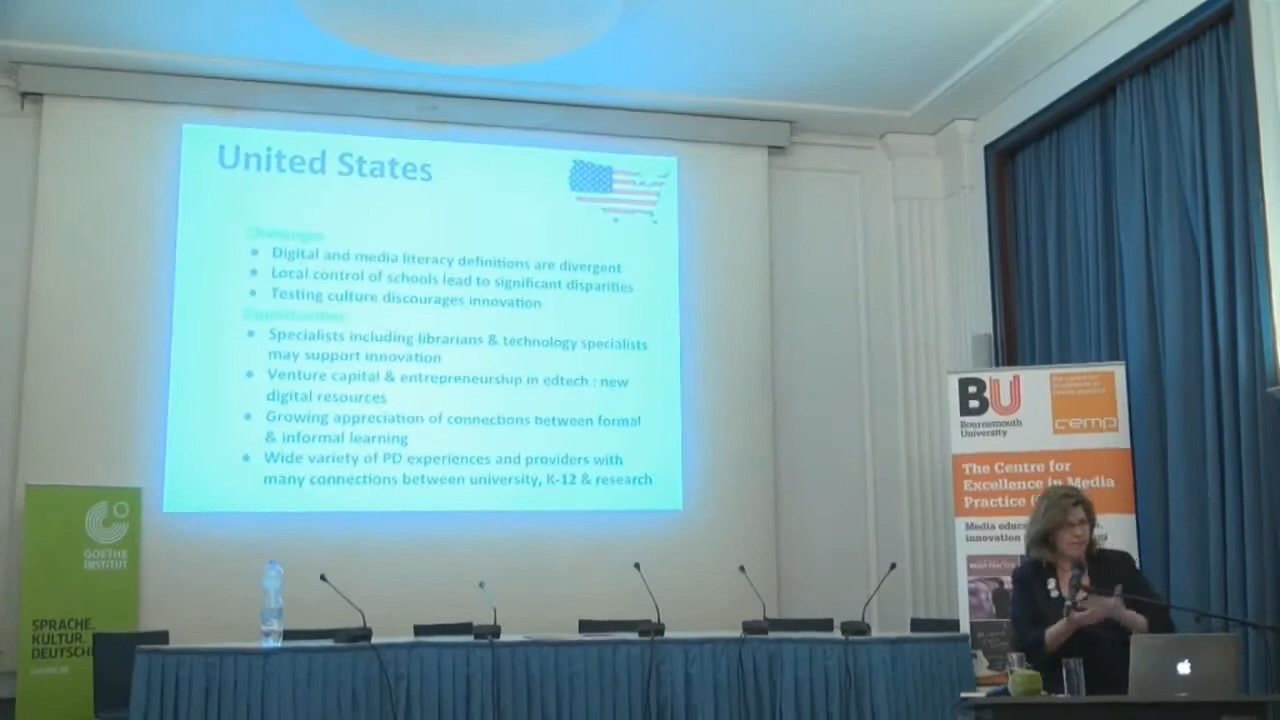 United States
Challenges
Digital and media literacy definitions are divergent
Local control of schools lead to significant disparities
Testing culture discourages innovation
Opportunities
Specialists including librarians & technology specialists
may support innovation
Venture capital & entrepreneurship in edtech : new
digital resources
Growing appreciation of connections between formal
& informal learning
Wide variety of PD experiences and providers with
many connections between university, K-12 & research
GOETHE
INSTITUT
SPRACHE.
KULTUR.
DEUTSCH
BU
Bournemouth
University
cemp
The Centre for
Excellence in Media
Practice
Media
innovation
MEDIA PRACTICE